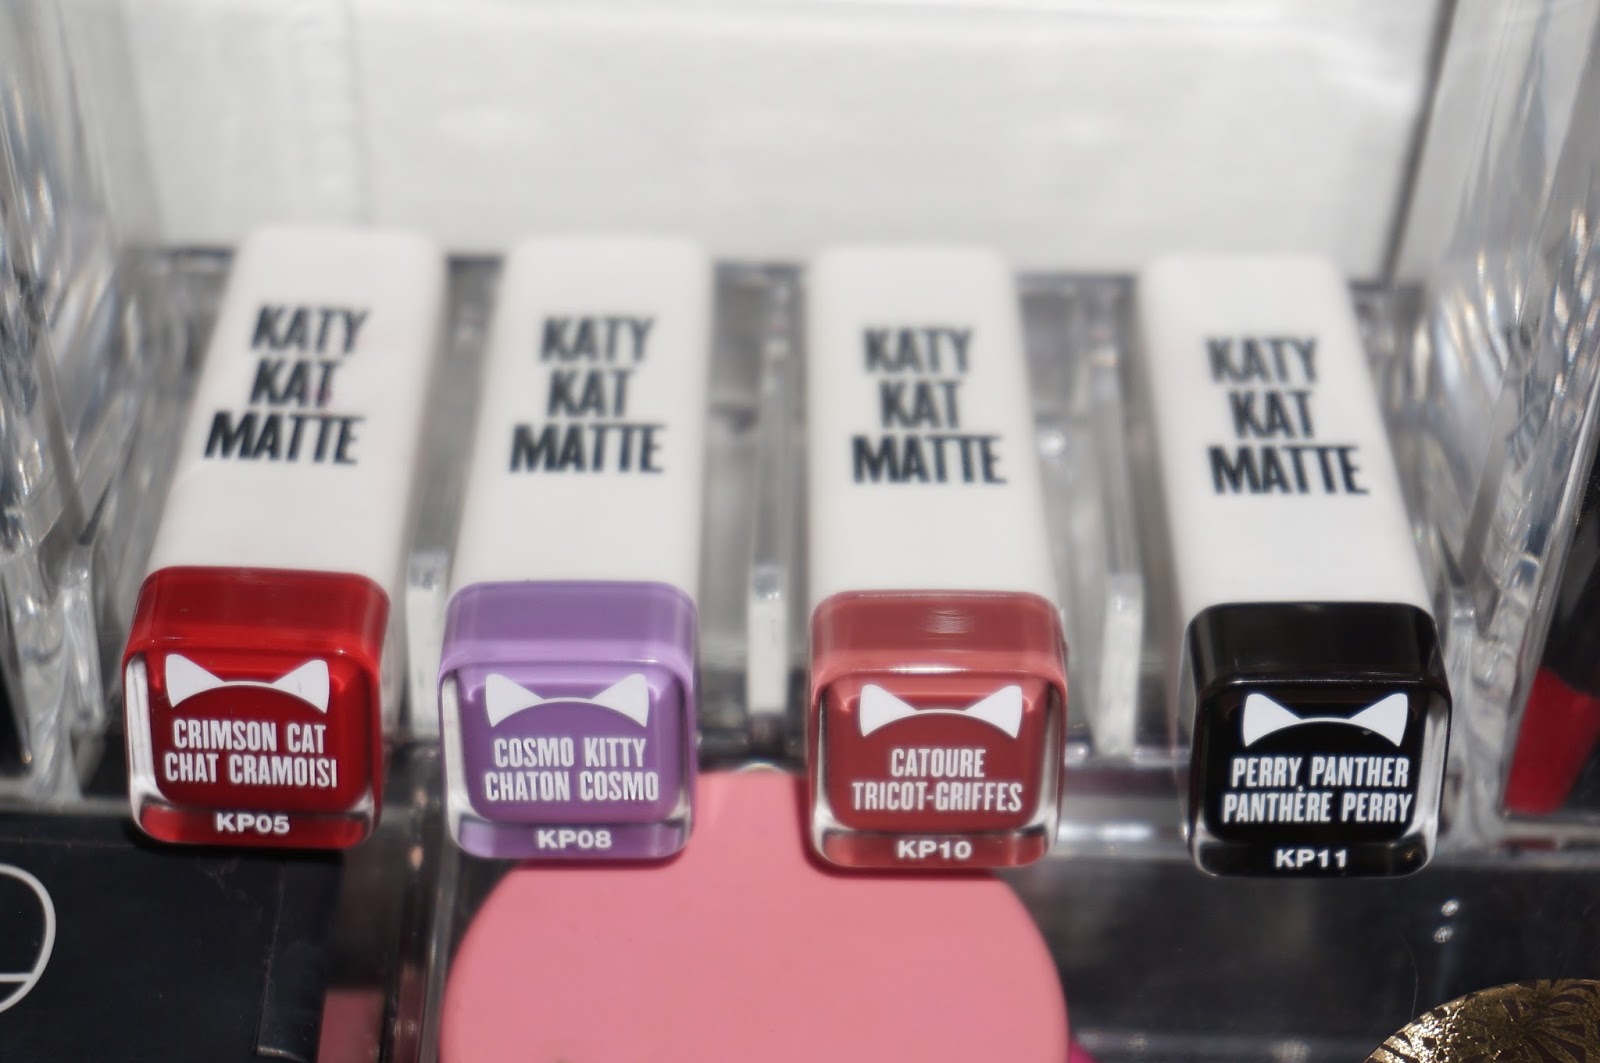 KATY
KAT
MATTE
CRIMSON CAT
CHAT CRAMOISI
KP05
KATY
KAT
MATTE
COSMO KITTY
CHATON COSMO
KP08
KATY
KAT
MATTE
CATOURE
TRICOT-GRIFFES
KP10
KATY
KAT
MATTE
PERRY PANTHER
PANTHÈRE PERRY
KP11